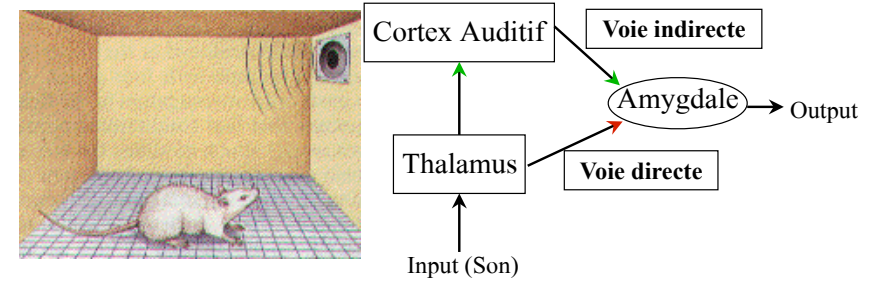 Cortex Auditif
Voie indirecte
Amygdale
Output
Thalamus
Voie directe
Input (Son)